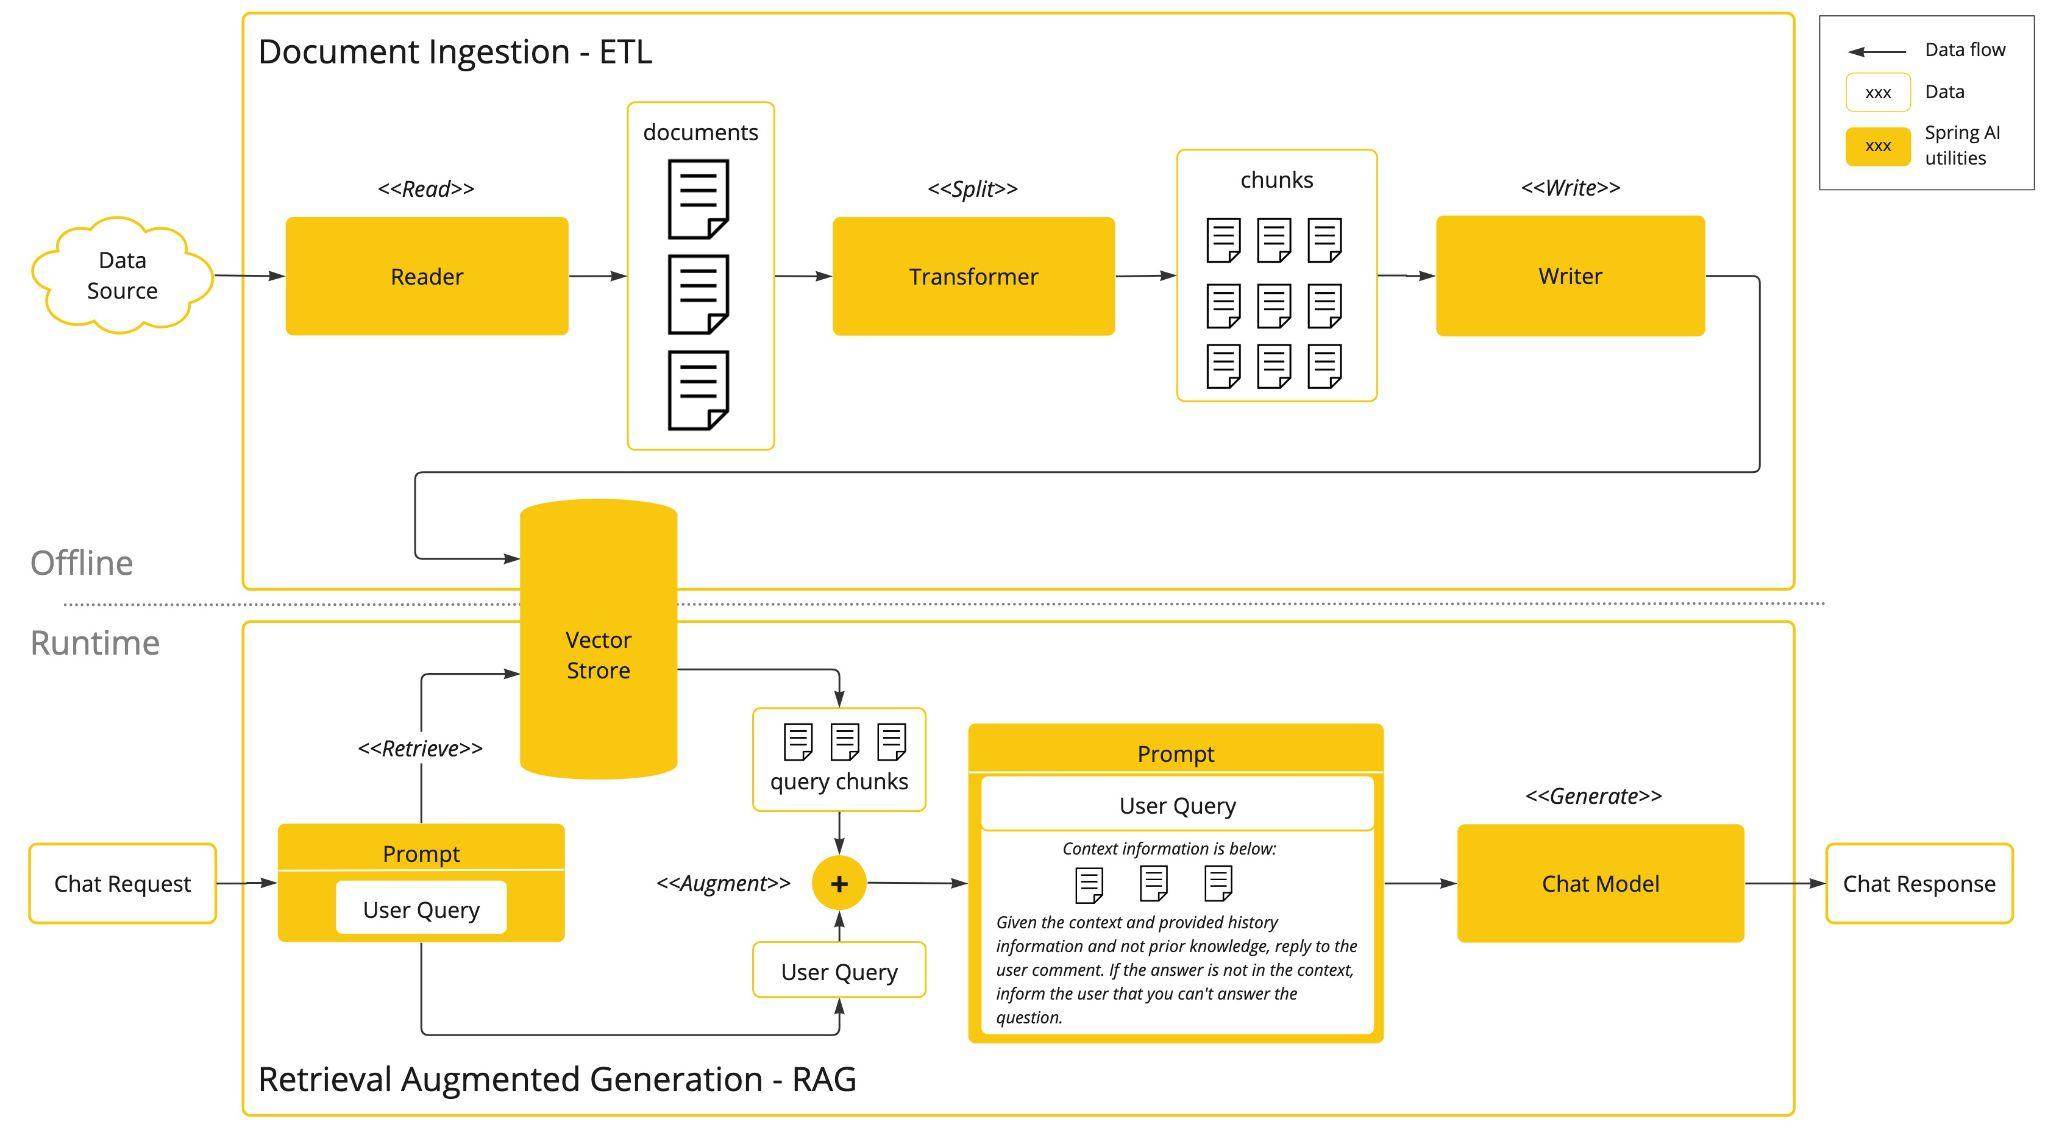 Document Ingestion - ETL
Data flow
xxx
Data
xxx
Spring AI
utilities
documents
<<Read>>
<<Split>>
chunks
<<Write>>
Data
Source
Reader
Transformer
Writer
Offline
Runtime
Vector
Strore
<<Retrieve>>
query chunks
Prompt
User Query
Chat Request
<<Augment>>
+
User Query
Prompt
User Query
Context information is below:
Given the context and provided history
information and not prior knowledge, reply to the
user comment. If the answer is not in the context,
inform the user that you can't answer the
question.
<<Generate>>
Chat Model
Chat Response
Retrieval Augmented Generation - RAG